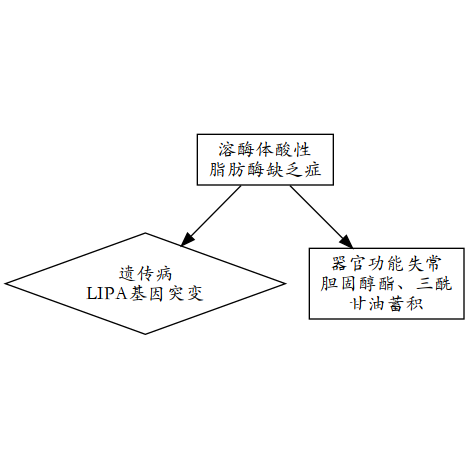 溶酶体酸性
脂肪酶缺乏症
遗传病
LIPA基因突变
器官功能失常
胆固醇酯、三酰
甘油蓄积